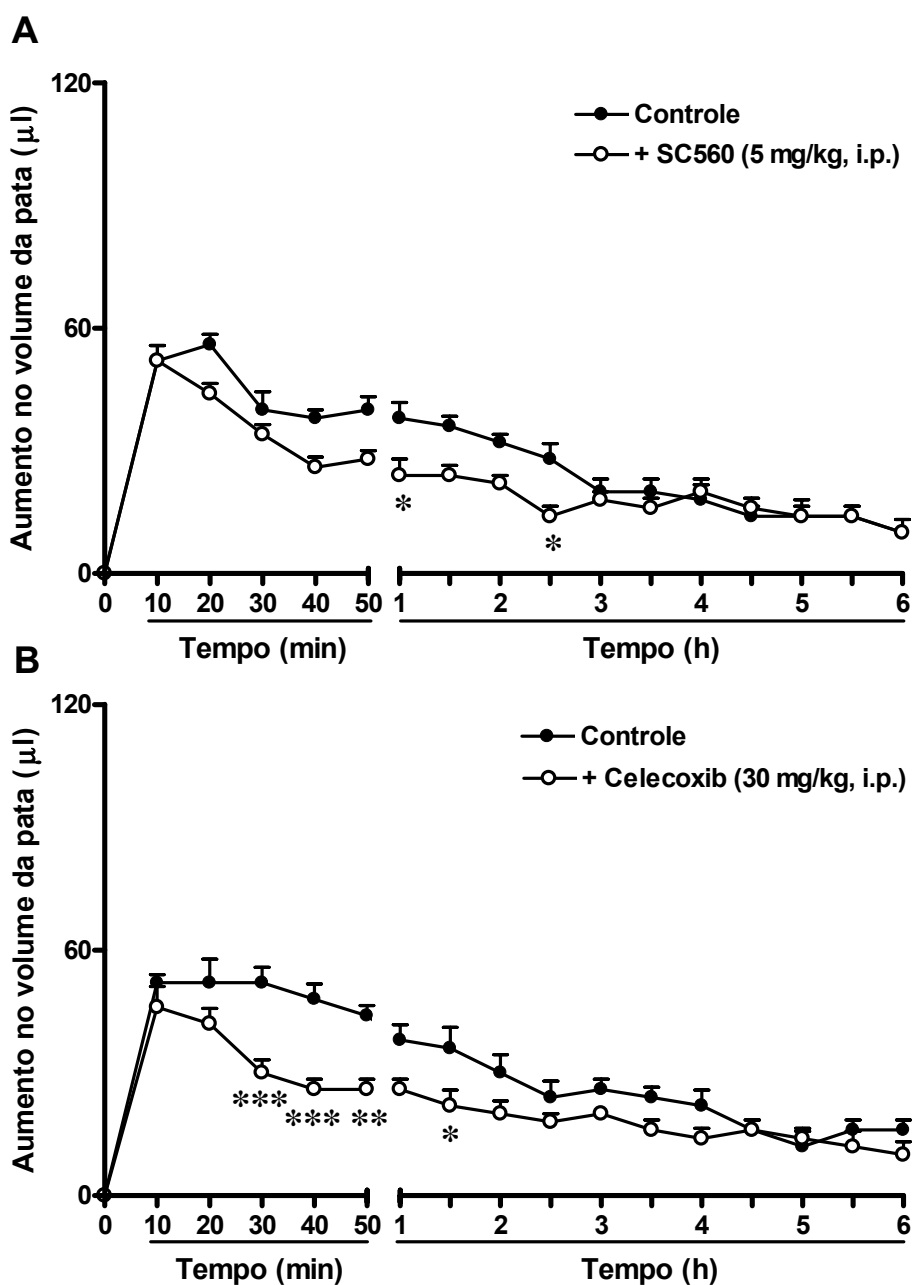 A
Aumento no volume da pata (µl)
120
60
0
Controle
+ SC560 (5 mg/kg, i.p.)
*
*
0 10 20 30 40 50 1 2 3 4 5 6
Tempo (min) Tempo (h)
B
Aumento no volume da pata (µl)
120
60
0
Controle
+ Celecoxib (30 mg/kg, i.p.)
*** *** ** *
0 10 20 30 40 50 1 2 3 4 5 6
Tempo (min) Tempo (h)